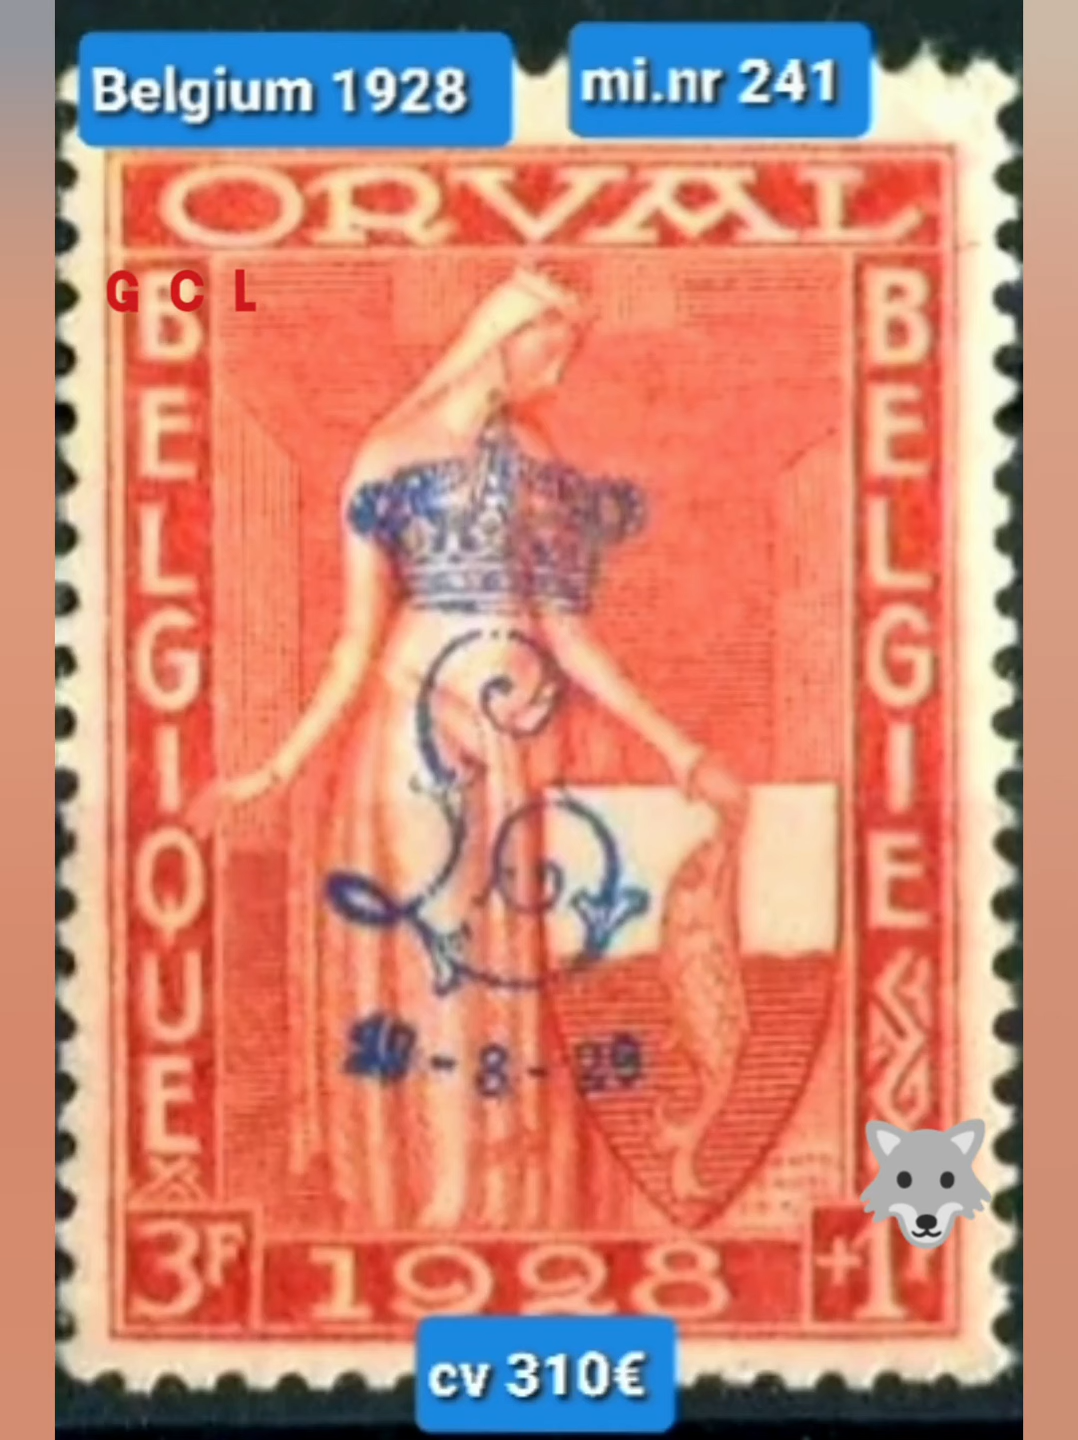 Belgium 1928
mi.nr 241
ORVAL
G C L
BELGIQUE
BELGIE
- 8 - 29
3F
1928
+1F
cv 310€